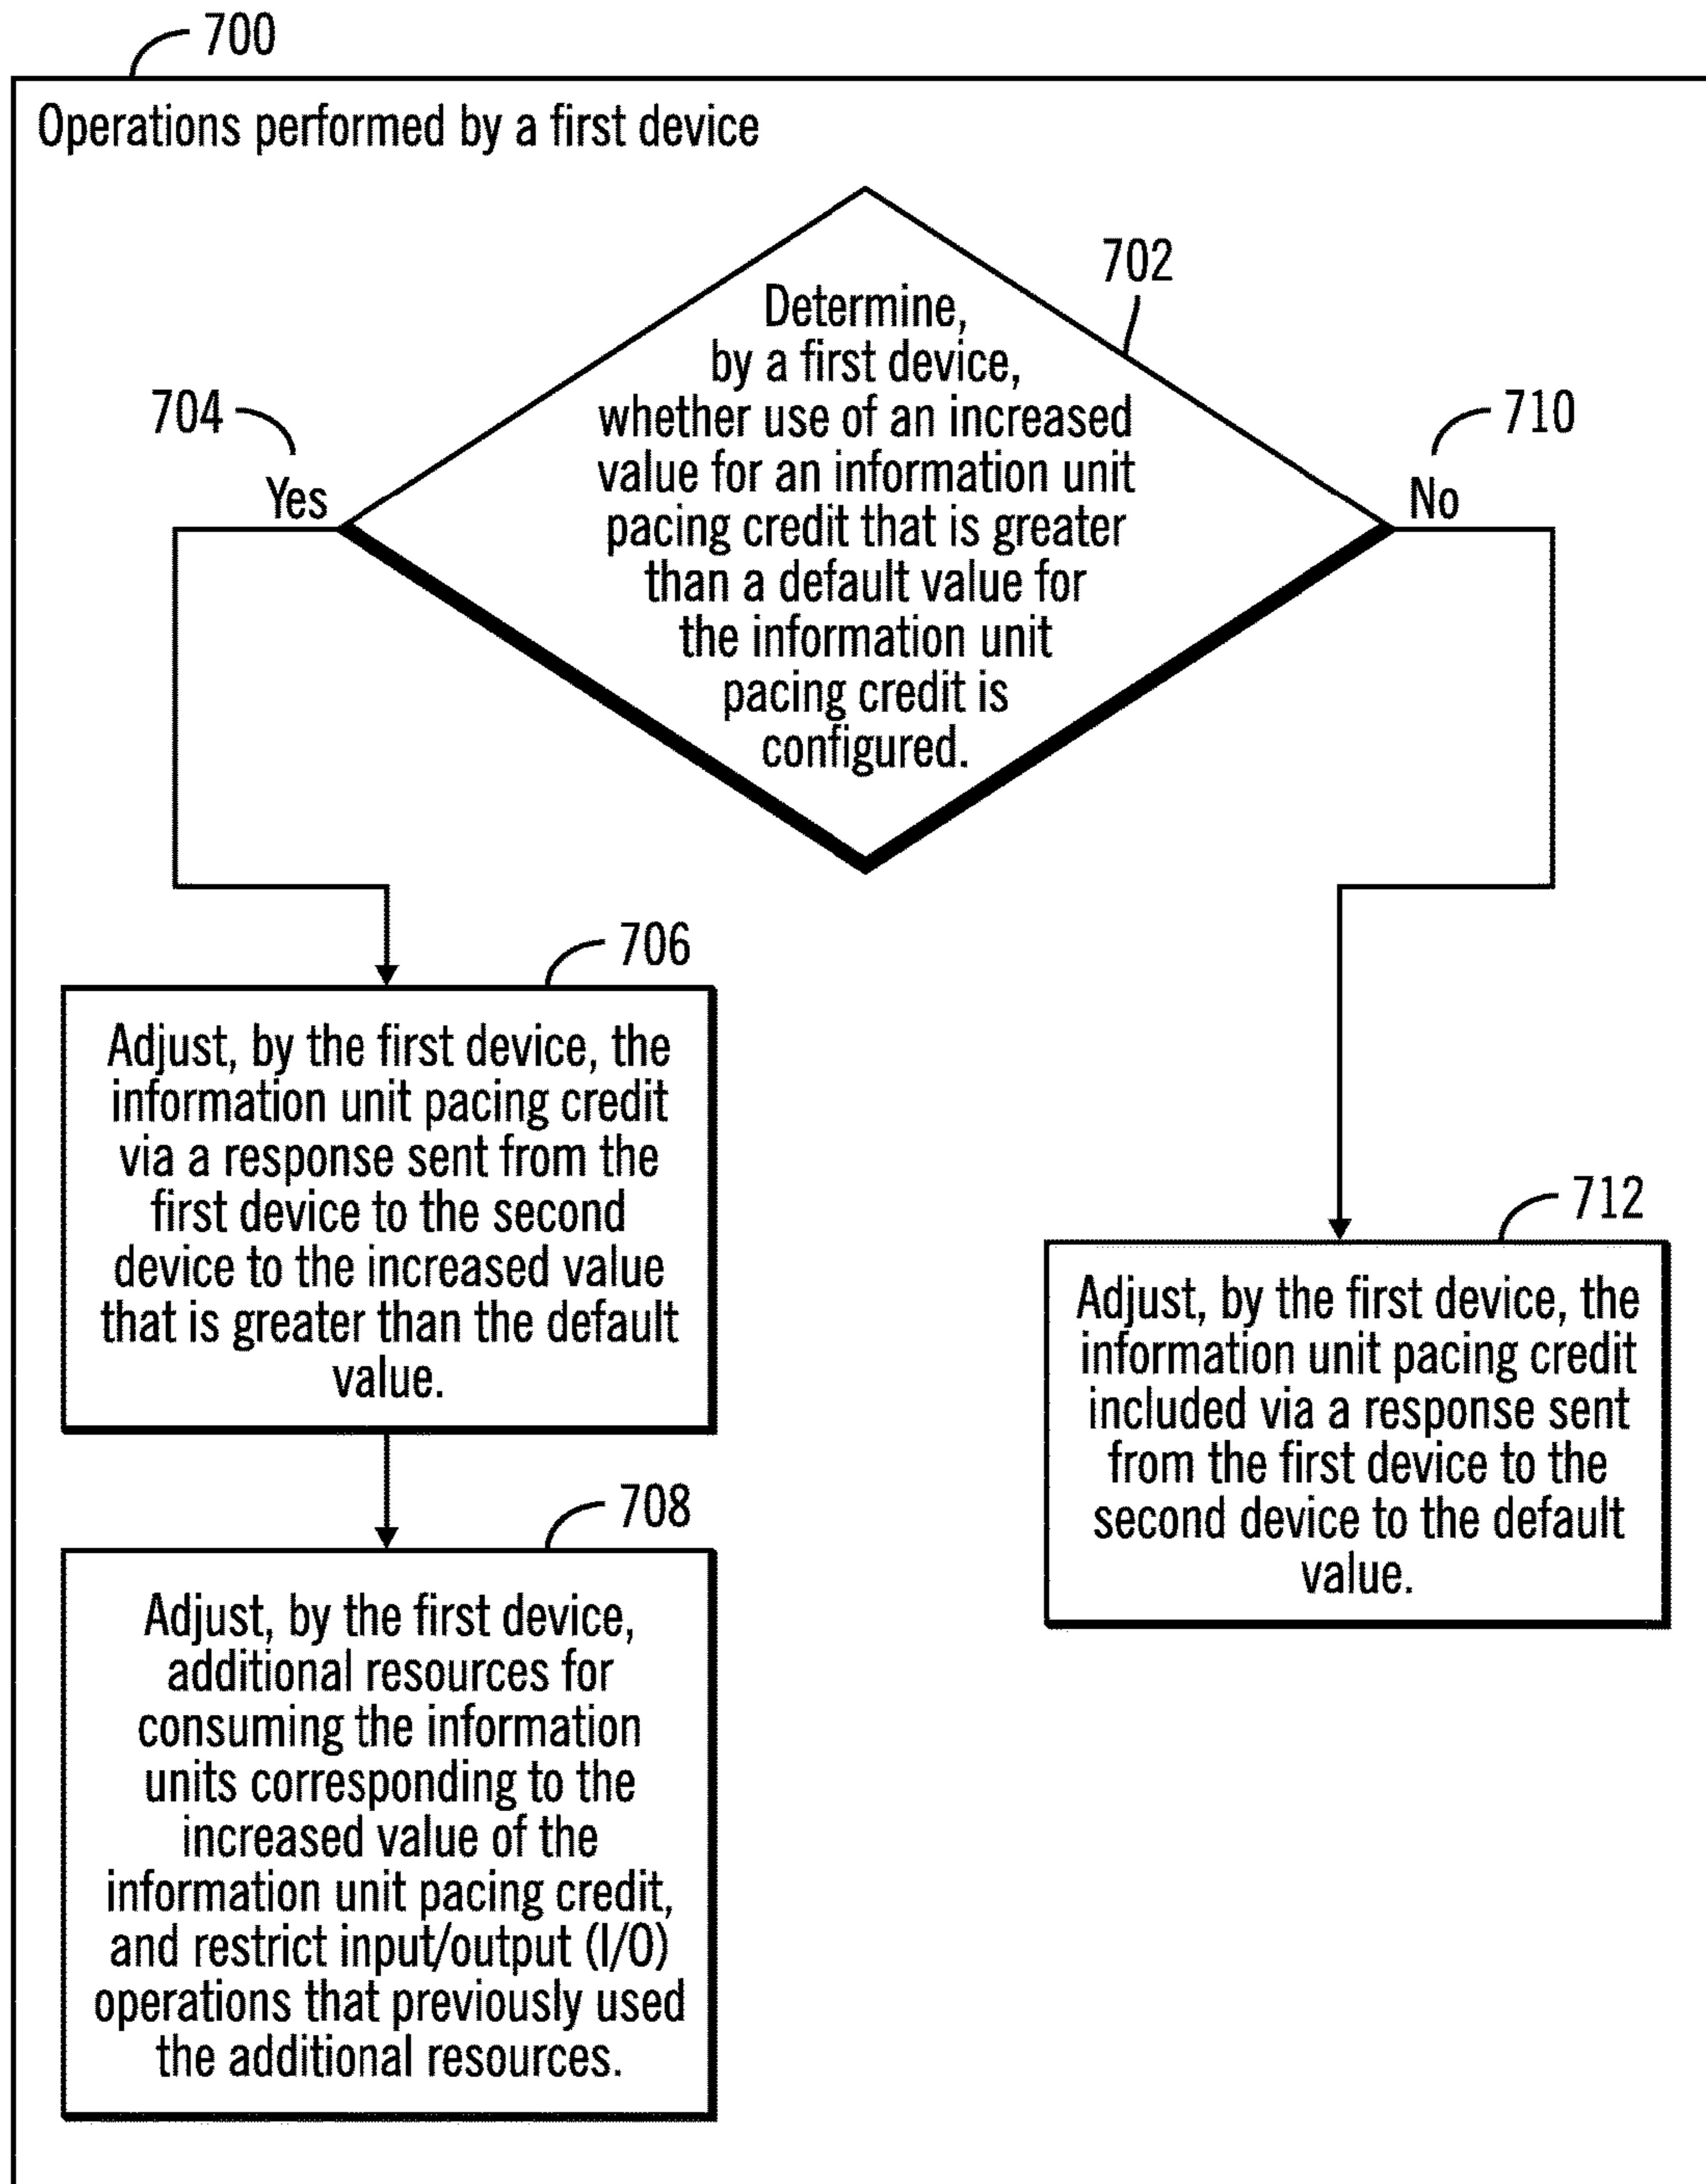 700
Operations performed by a first device
702
Determine,
by a first device,
whether use of an increased
value for an information unit
pacing credit that is greater
than a default value for
the information unit
pacing credit is
configured.
704
Yes
710
No
706
Adjust, by the first device, the
information unit pacing credit
via a response sent from the
first device to the second
device to the increased value
that is greater than the default
value.
708
Adjust, by the first device,
additional resources for
consuming the information
units corresponding to the
increased value of the
information unit pacing credit,
and restrict input/output (I/O)
operations that previously used
the additional resources.
712
Adjust, by the first device, the
information unit pacing credit
included via a response sent
from the first device to the
second device to the default
value.